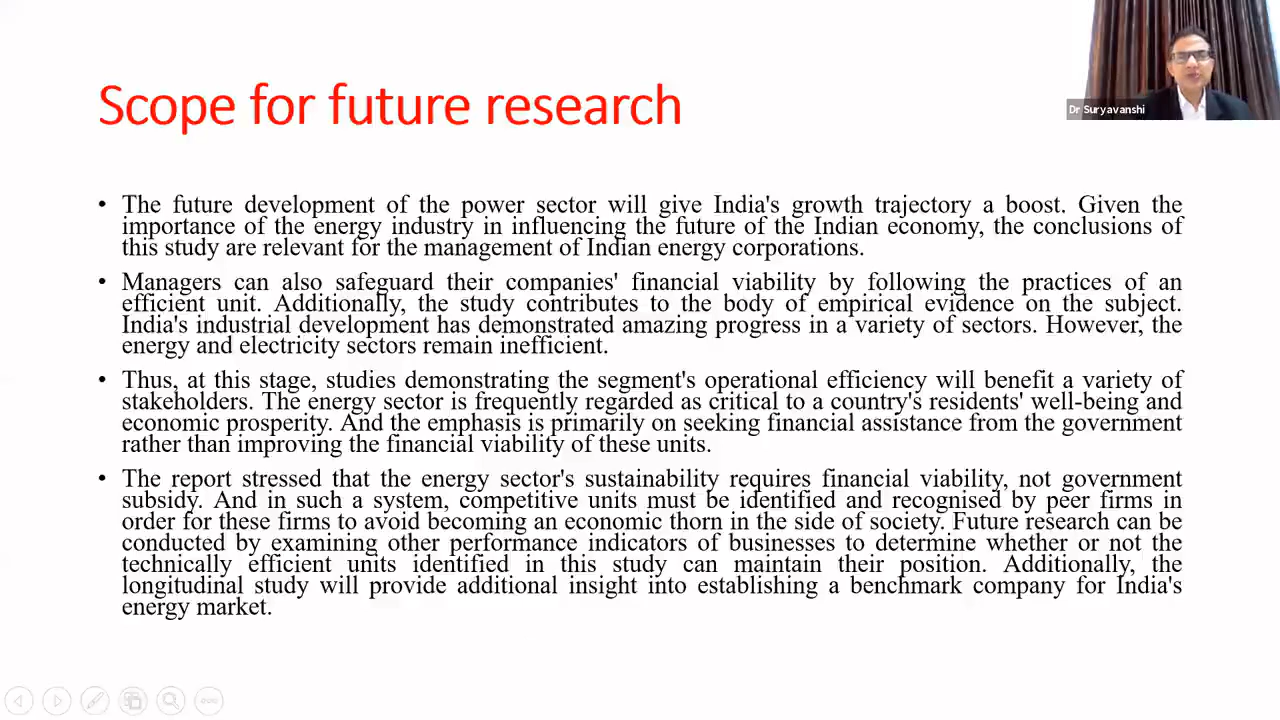 Dr Suryavanshi
Scope for future research
• The future development of the power sector will give India's growth trajectory a boost. Given the
importance of the energy industry in influencing the future of the Indian economy, the conclusions of
this study are relevant for the management of Indian energy corporations.
• Managers can also safeguard their companies' financial viability by following the practices of an
efficient unit. Additionally, the study contributes to the body of empirical evidence on the subject.
India's industrial development has demonstrated amazing progress in a variety of sectors. However, the
energy and electricity sectors remain inefficient.
• Thus, at this stage, studies demonstrating the segment's operational efficiency will benefit a variety of
stakeholders. The energy sector is frequently regarded as critical to a country's residents' well-being and
economic prosperity. And the emphasis is primarily on seeking financial assistance from the government
rather than improving the financial viability of these units.
• The report stressed that the energy sector's sustainability requires financial viability, not government
subsidy. And in such a system, competitive units must be identified and recognised by peer firms in
order for these firms to avoid becoming an economic thorn in the side of society. Future research can be
conducted by examining other performance indicators of businesses to determine whether or not the
technically efficient units identified in this study can maintain their position. Additionally, the
longitudinal study will provide additional insight into establishing a benchmark company for India's
energy market.